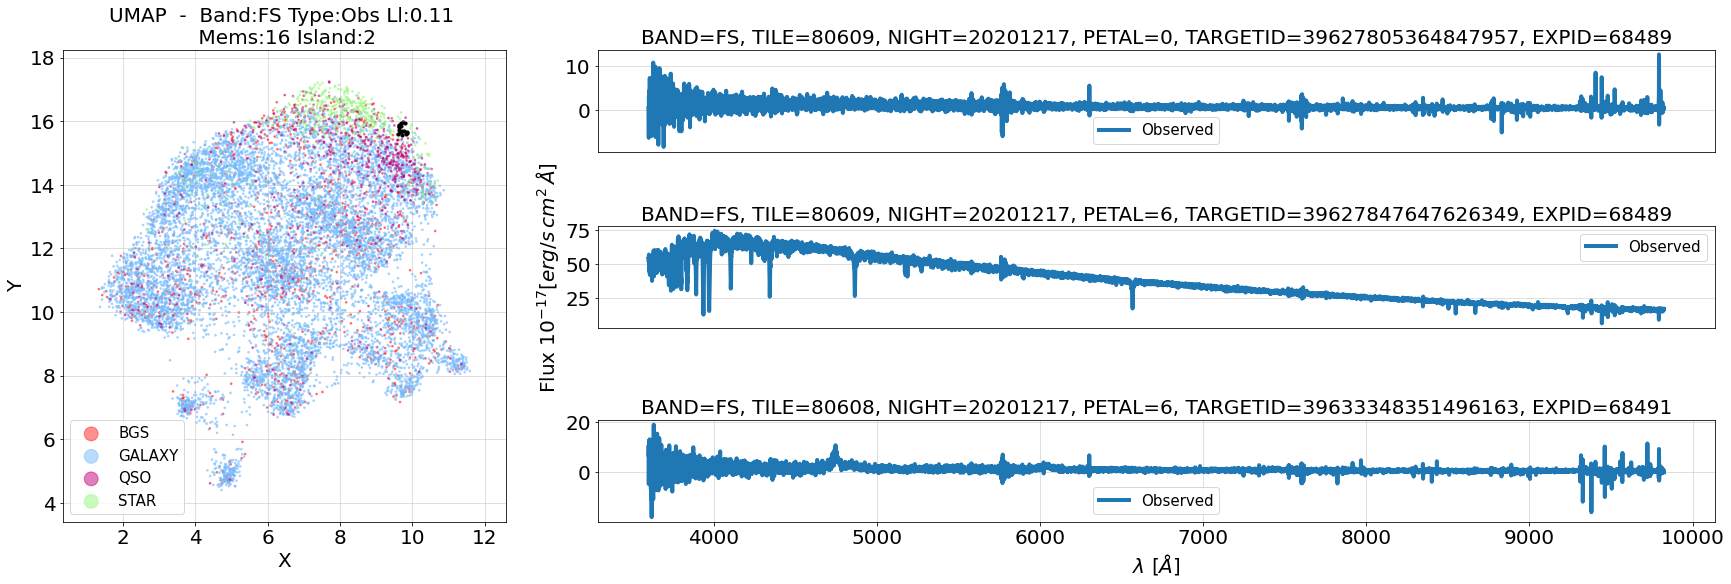 UMAP - Band:FS Type:Obs Ll:0.11
Mems:16 Island:2
18
16
14
12
10
8
6
4
Y
BGS
GALAXY
QSO
STAR
2 4 6 8 10 12
X
Flux 10⁻¹⁷[erg/s cm² Å]
BAND=FS, TILE=80609, NIGHT=20201217, PETAL=0, TARGETID=39627805364847957, EXPID=68489
10
0
Observed
BAND=FS, TILE=80609, NIGHT=20201217, PETAL=6, TARGETID=39627847647626349, EXPID=68489
75
50
25
Observed
BAND=FS, TILE=80608, NIGHT=20201217, PETAL=6, TARGETID=39633348351496163, EXPID=68491
20
0
Observed
4000 5000 6000 7000 8000 9000 10000
λ [Å]